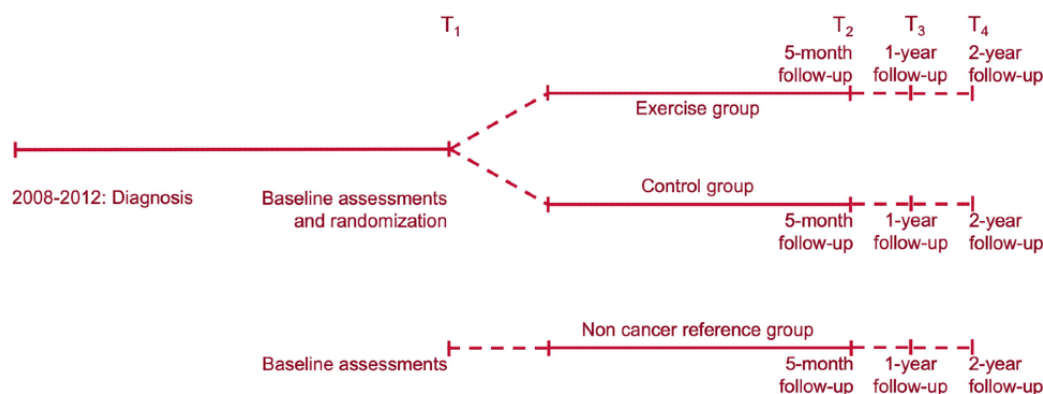 T₁ T₂ T₃ T₄
5-month 1-year 2-year
follow-up follow-up follow-up
Exercise group
2008-2012: Diagnosis Baseline assessments
and randomization
Control group
5-month 1-year 2-year
follow-up follow-up follow-up
Non cancer reference group
Baseline assessments
5-month 1-year 2-year
follow-up follow-up follow-up